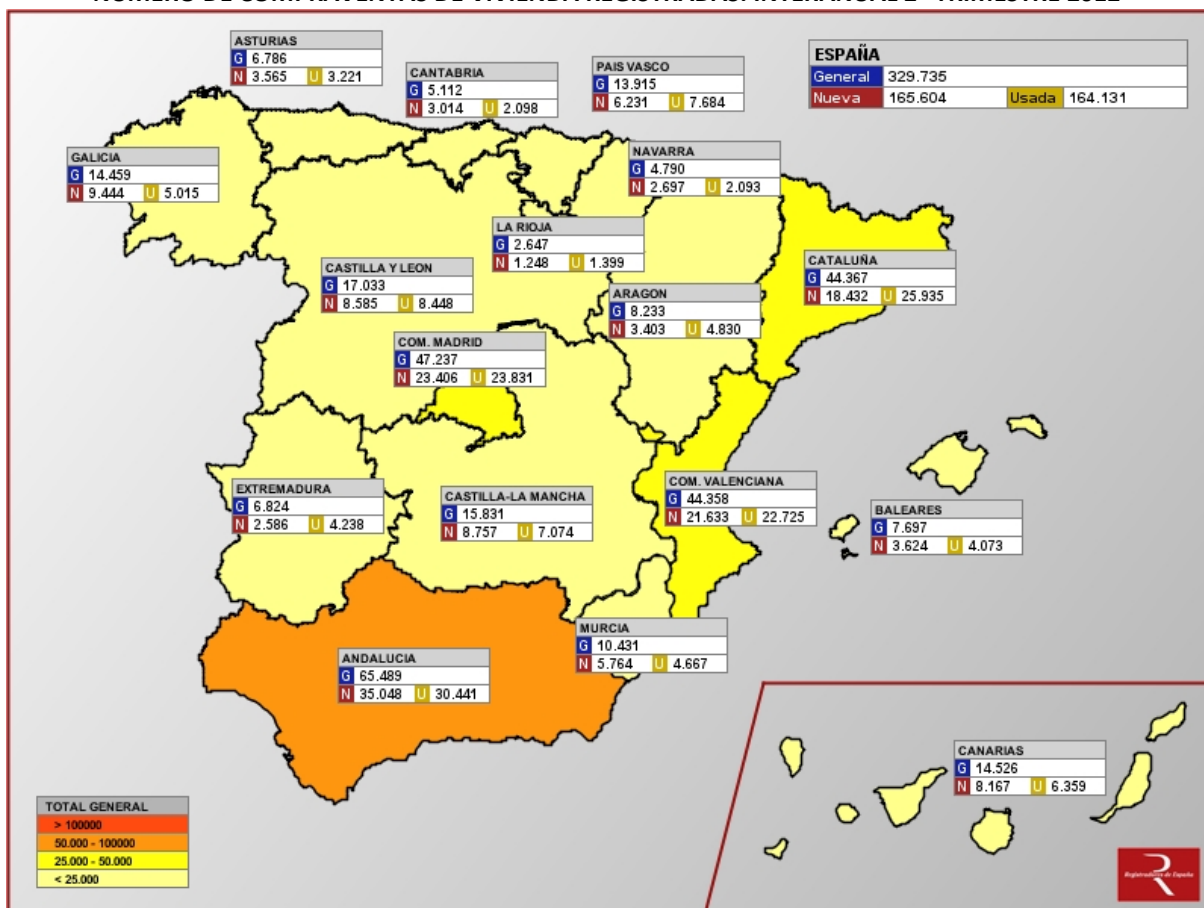 ASTURIAS
G 6.786
N 3.565 U 3.221
CANTABRIA
G 5.112
N 3.014 U 2.098
PAIS VASCO
G 13.915
N 6.231 U 7.684
ESPAÑA
General 329.735
Nueva 165.604 Usada 164.131
GALICIA
G 14.459
N 9.444 U 5.015
NAVARRA
G 4.790
N 2.697 U 2.093
LA RIOJA
G 2.647
N 1.248 U 1.399
CASTILLA Y LEON
G 17.033
N 8.585 U 8.448
ARAGON
G 8.233
N 3.403 U 4.830
CATALUÑA
G 44.367
N 18.432 U 25.935
COM. MADRID
G 47.237
N 23.406 U 23.831
EXTREMADURA
G 6.824
N 2.586 U 4.238
CASTILLA-LA MANCHA
G 15.831
N 8.757 U 7.074
COM. VALENCIANA
G 44.358
N 21.633 U 22.725
BALEARES
G 7.697
N 3.624 U 4.073
MURCIA
G 10.431
N 5.764 U 4.667
ANDALUCIA
G 65.489
N 35.048 U 30.441
CANARIAS
G 14.526
N 8.167 U 6.359
TOTAL GENERAL
> 100000
50.000 - 100000
25.000 - 50.000
< 25.000
R
Registradores de España